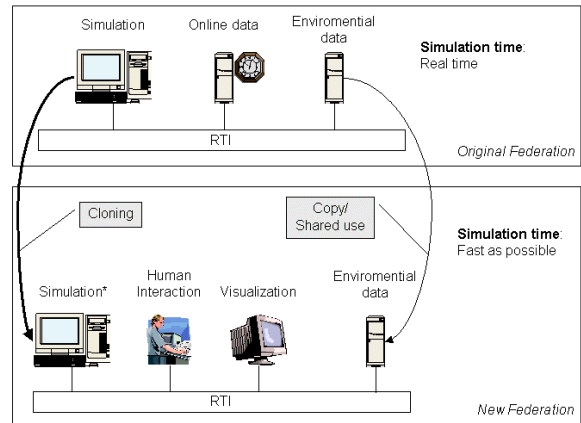 Simulation
Online data
Enviromential
data
Simulation time:
Real time
RTI
Original Federation
Cloning
Copy/
Shared use
Simulation time:
Fast as possible
Simulation*
Human
Interaction
Visualization
Enviromential
data
RTI
New Federation